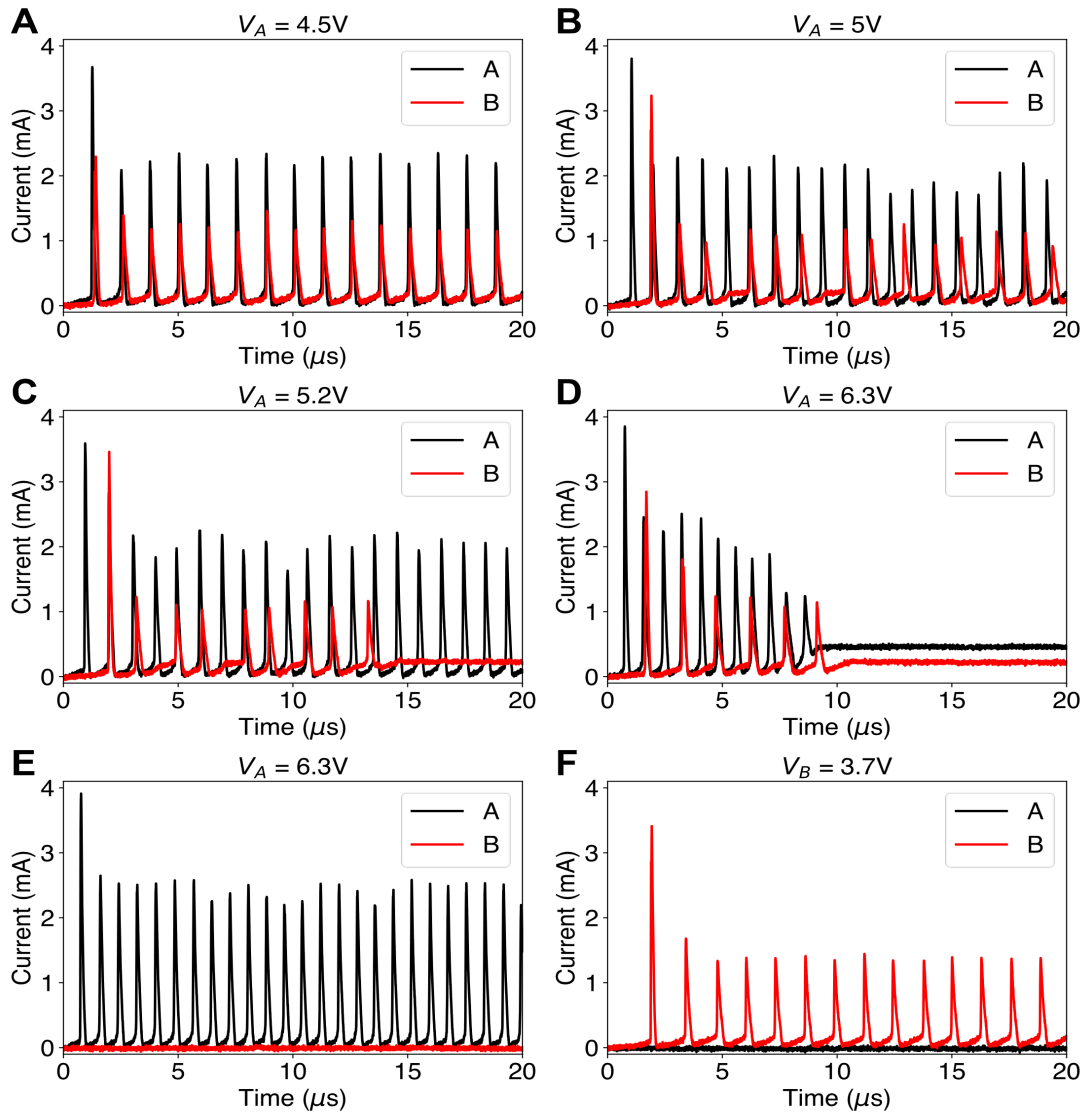 A
V_A = 4.5V
Current (mA)
4
3
2
1
0
A
B
0 5 10 15 20
Time (μs)
B
V_A = 5V
Current (mA)
4
3
2
1
0
A
B
0 5 10 15 20
Time (μs)
C
V_A = 5.2V
Current (mA)
4
3
2
1
0
A
B
0 5 10 15 20
Time (μs)
D
V_A = 6.3V
Current (mA)
4
3
2
1
0
A
B
0 5 10 15 20
Time (μs)
E
V_A = 6.3V
Current (mA)
4
3
2
1
0
A
B
0 5 10 15 20
Time (μs)
F
V_B = 3.7V
Current (mA)
4
3
2
1
0
A
B
0 5 10 15 20
Time (μs)